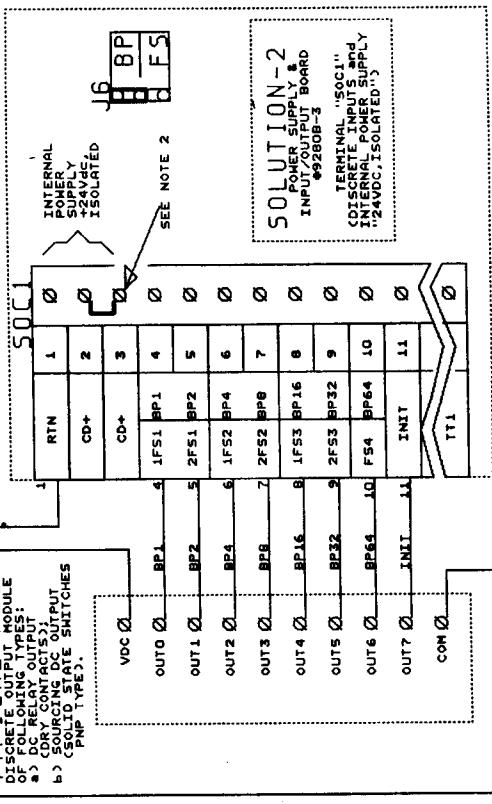 DISCRETE OUTPUT MODULE
OF FOLLOWING TYPES:
a) DC RELAY OUTPUT
(DRY CONTACTS);
b) SOURCING DC OUTPUT
(SOLID STATE SWITCHES
PNP TYPE).
VDC
OUT0
OUT1
OUT2
OUT3
OUT4
OUT5
OUT6
OUT7
COM
BP1
BP2
BP4
BP8
BP16
BP32
BP64
INIT
1
4
5
6
7
8
9
10
11
SOC1
RTN 1
CD+ 2
CD+ 3
1FS1 BP1 4
2FS1 BP2 5
1FS2 BP4 6
2FS2 BP8 7
1FS3 BP16 8
2FS3 BP32 9
FS4 BP64 10
INIT 11
TT1
INTERNAL
POWER
SUPPLY
+24VDC,
ISOLATED
SEE NOTE 2
J6
BP
FS
SOLUTION-2
POWER SUPPLY &
INPUT/OUTPUT BOARD
#9280B-3
TERMINAL "SOC1"
(DISCRETE INPUTS and
INTERNAL POWER SUPPLY
"24VDC,ISOLATED")